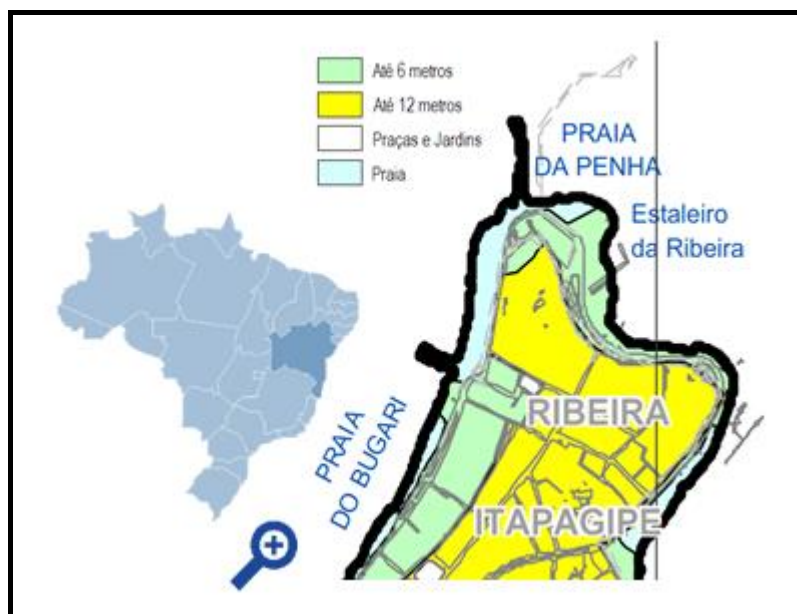 Até 6 metros
Até 12 metros
Praças e Jardins
Praia
PRAIA
DA PENHA
Estaleiro
da Ribeira
RIBEIRA
PRAIA
DO BUGARI
ITAPAGIPE